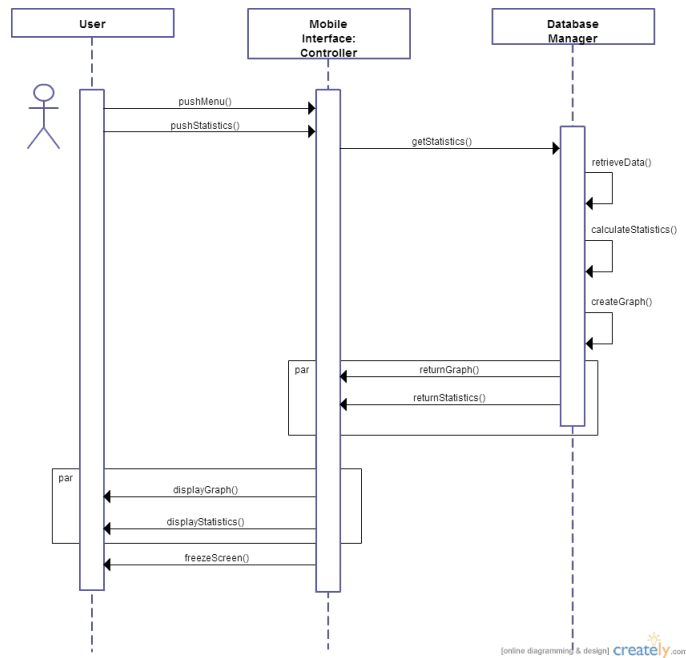 User
Mobile
Interface:
Controller
Database
Manager
pushMenu()
pushStatistics()
getStatistics()
retrieveData()
calculateStatistics()
createGraph()
par
returnGraph()
returnStatistics()
par
displayGraph()
displayStatistics()
freezeScreen()
[online diagramming & design] creately.com